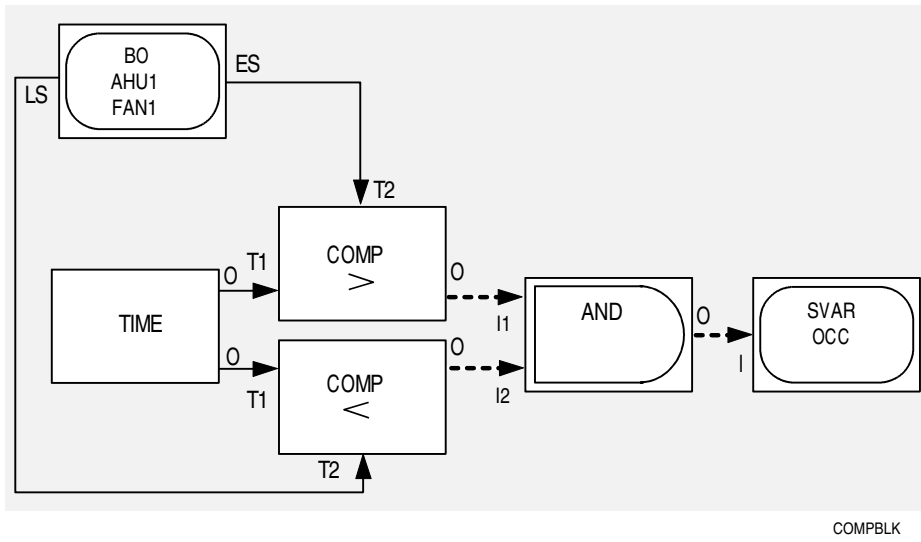 BO
AHU1
FAN1
ES
LS
T2
COMP
>
T1
O
O
TIME
O
T1
COMP
<
O
T2
I1
I2
AND
O
I
SVAR
OCC
COMPBLK